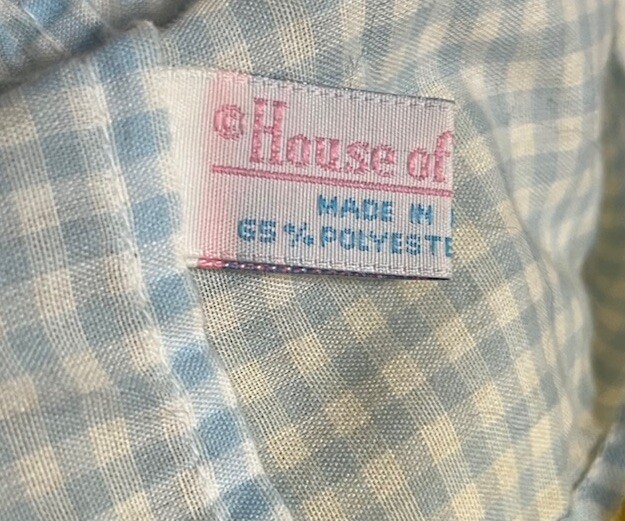 ©House of
MADE IN
65% POLYESTE